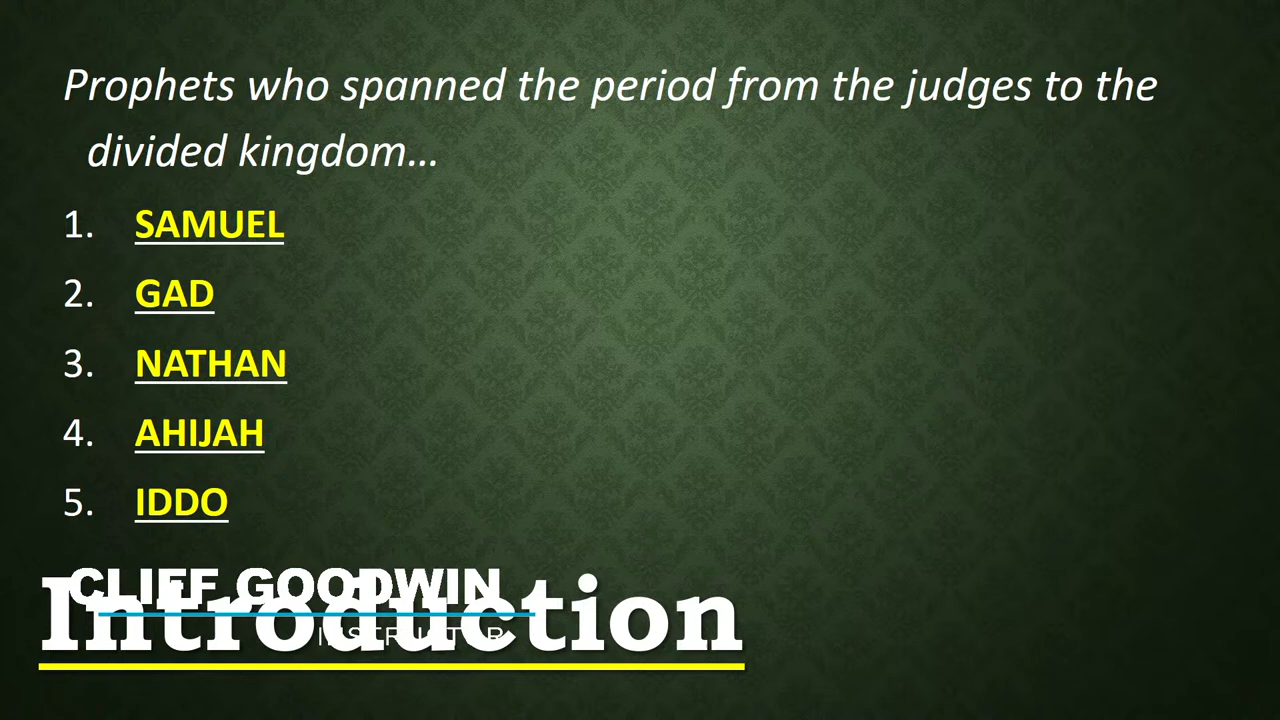 Prophets who spanned the period from the judges to the
divided kingdom...
1. SAMUEL
2. GAD
3. NATHAN
4. AHIJAH
5. IDDO
CLIFF GOODWIN
Introduction
INSTRUCTOR